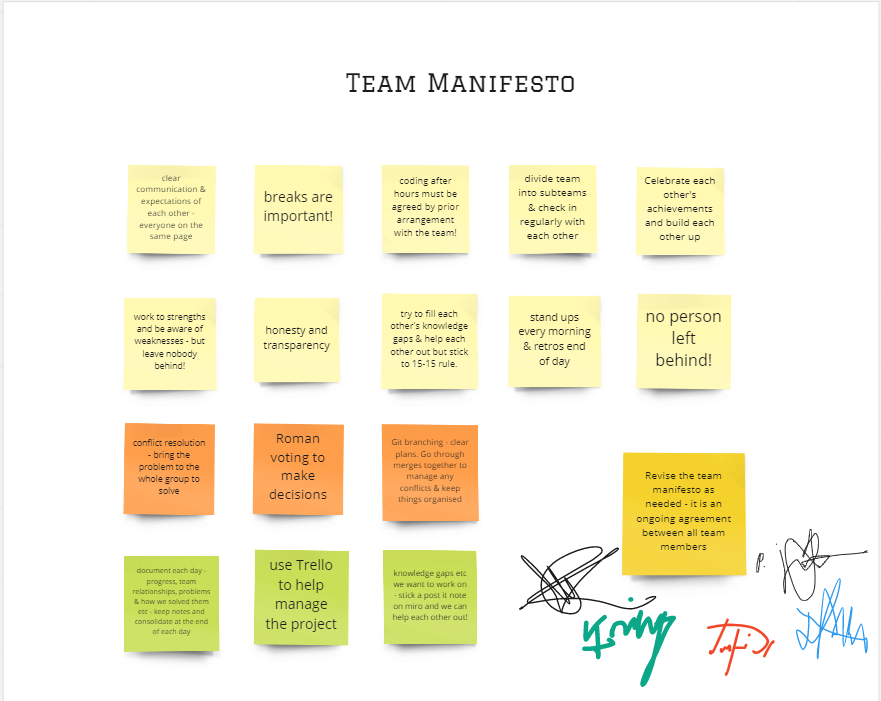 Team Manifesto
clear
communication &
expectations of
each other -
everyone on the
same page
breaks are
important!
coding after
hours must be
agreed by prior
arrangement
with the team!
divide team
into subteams
& check in
regularly with
each other
Celebrate each
other's
achievements
and build each
other up
work to strengths
and be aware of
weaknesses - but
leave nobody
behind!
honesty and
transparency
try to fill each
other's knowledge
gaps & help each
other out but stick
to 15-15 rule.
stand ups
every morning
& retros end
of day
no person
left
behind!
conflict resolution
- bring the
problem to the
whole group to
solve
Roman
voting to
make
decisions
Git branching - clear
plans. Go through
merges together to
manage any
conflicts & keep
things organised
Revise the team
manifesto as
needed - it is an
ongoing agreement
between all team
members
document each day -
progress, team
relationships, problems
& how we solved them
etc - keep notes and
consolidate at the end
of each day
use Trello
to help
manage
the project
knowledge gaps etc
we want to work on
- stick a post it note
on miro and we can
help each other out!